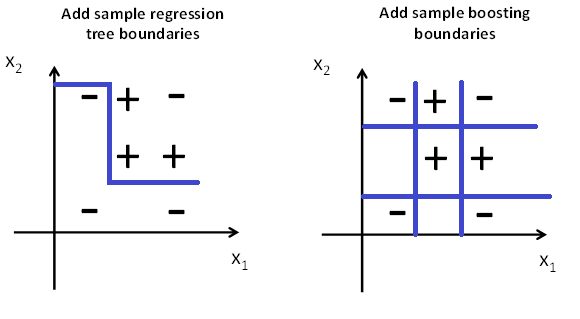 Add sample regression
tree boundaries
Add sample boosting
boundaries
X2
− + −
+ +
− −
X1
X2
− + −
+ +
− −
X1